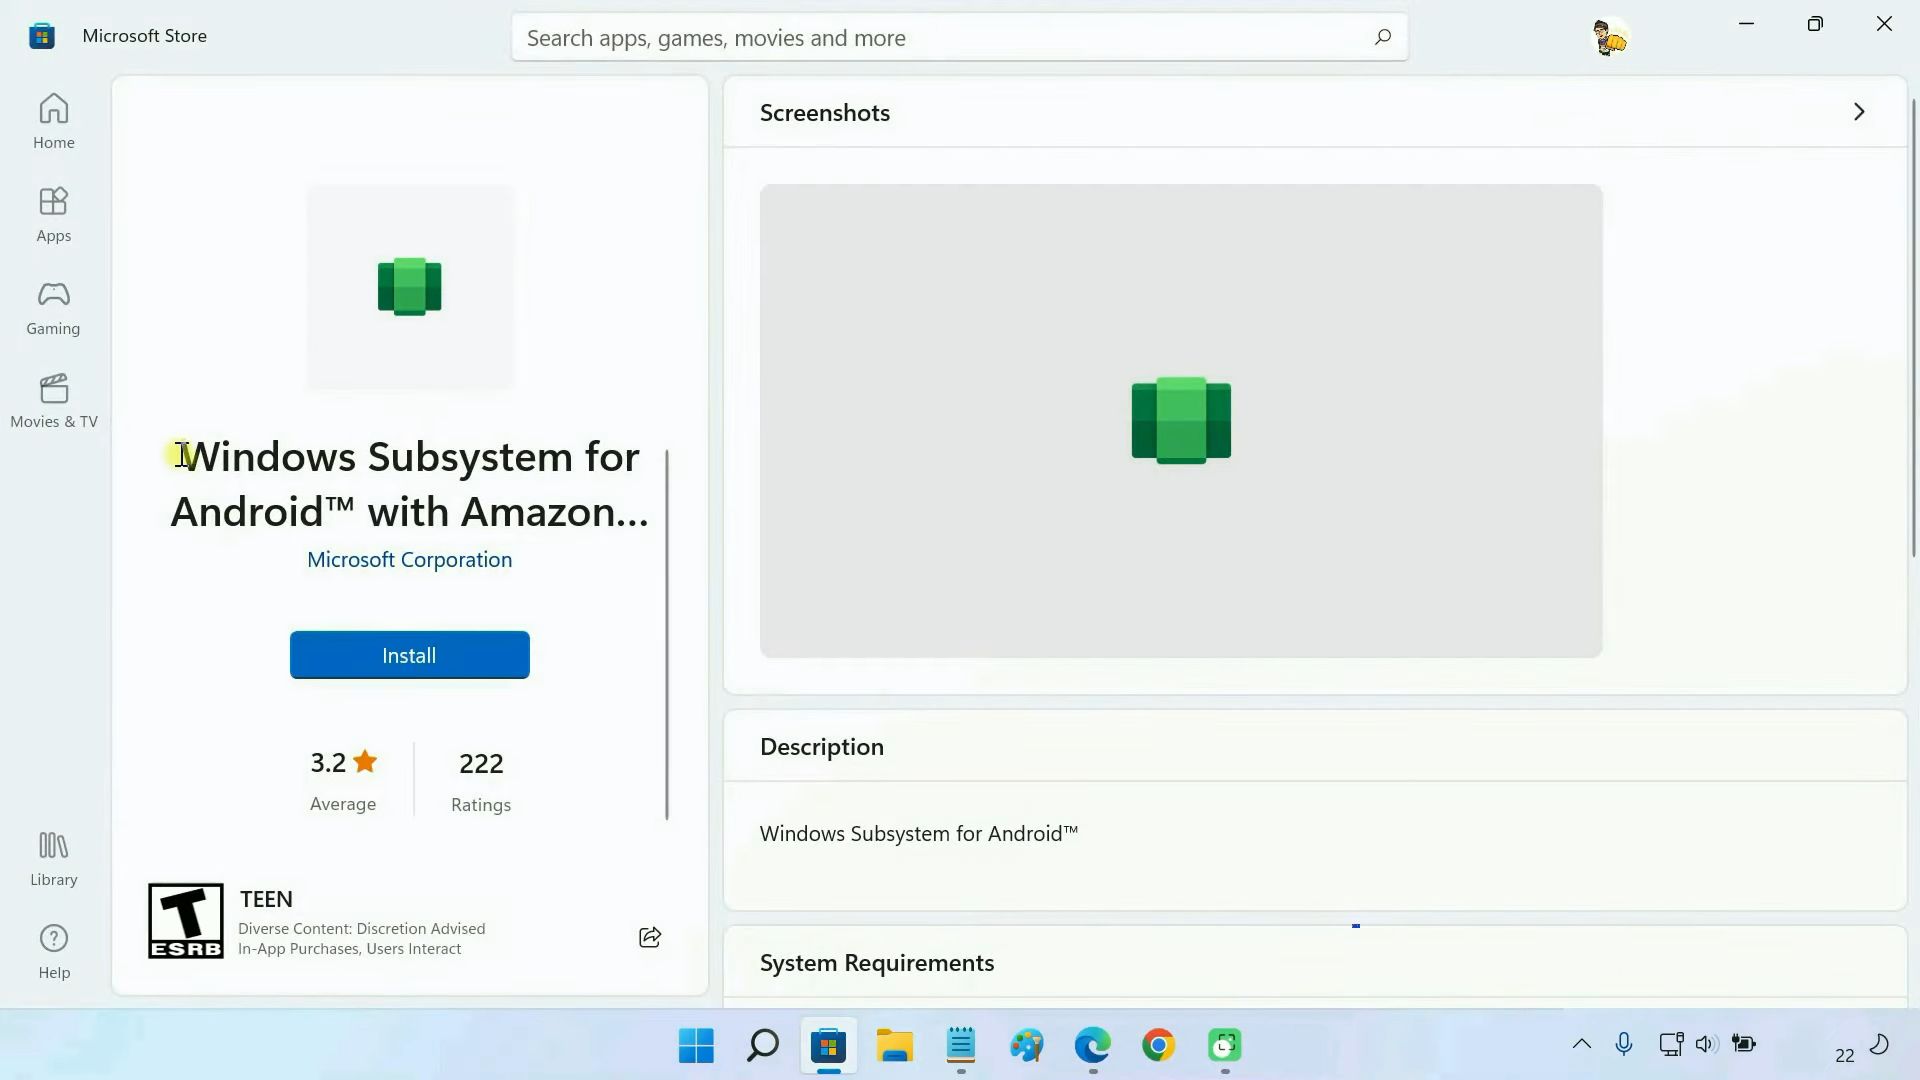 Microsoft Store
Search apps, games, movies and more
Home
Apps
Gaming
Movies & TV
Library
Help
Windows Subsystem for
Android™ with Amazon...
Microsoft Corporation
Install
3.2
Average
222
Ratings
T
ESRB
TEEN
Diverse Content: Discretion Advised
In-App Purchases, Users Interact
Screenshots
Description
Windows Subsystem for Android™
System Requirements
22